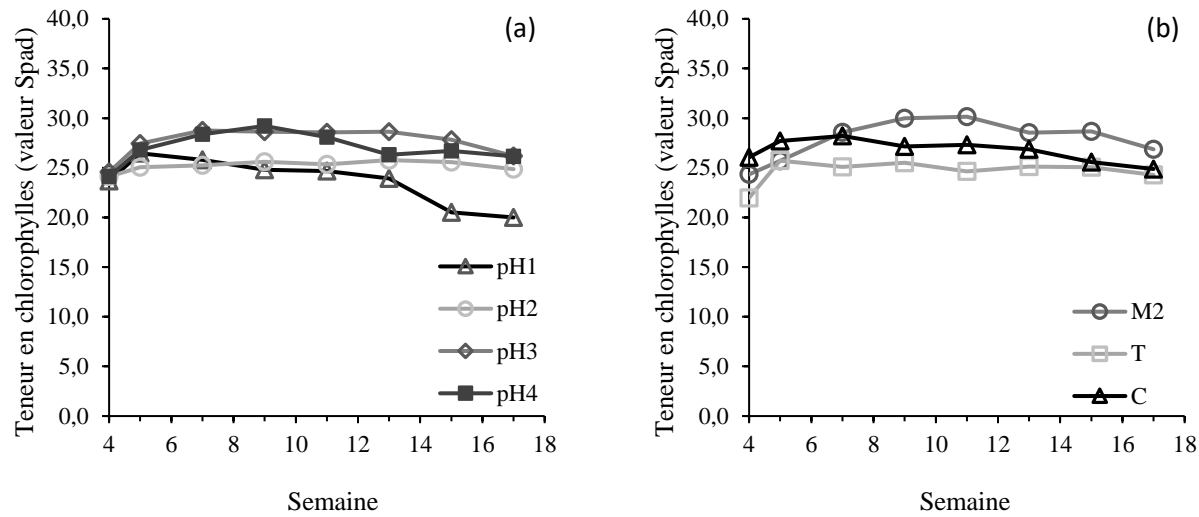 (a)
Teneur en chlorophylles (valeur Spad)
40,0
35,0
30,0
25,0
20,0
15,0
10,0
5,0
0,0
pH1
pH2
pH3
pH4
4 6 8 10 12 14 16 18
Semaine
(b)
Teneur en chlorophylles (valeur Spad)
40,0
35,0
30,0
25,0
20,0
15,0
10,0
5,0
0,0
M2
T
C
4 6 8 10 12 14 16 18
Semaine